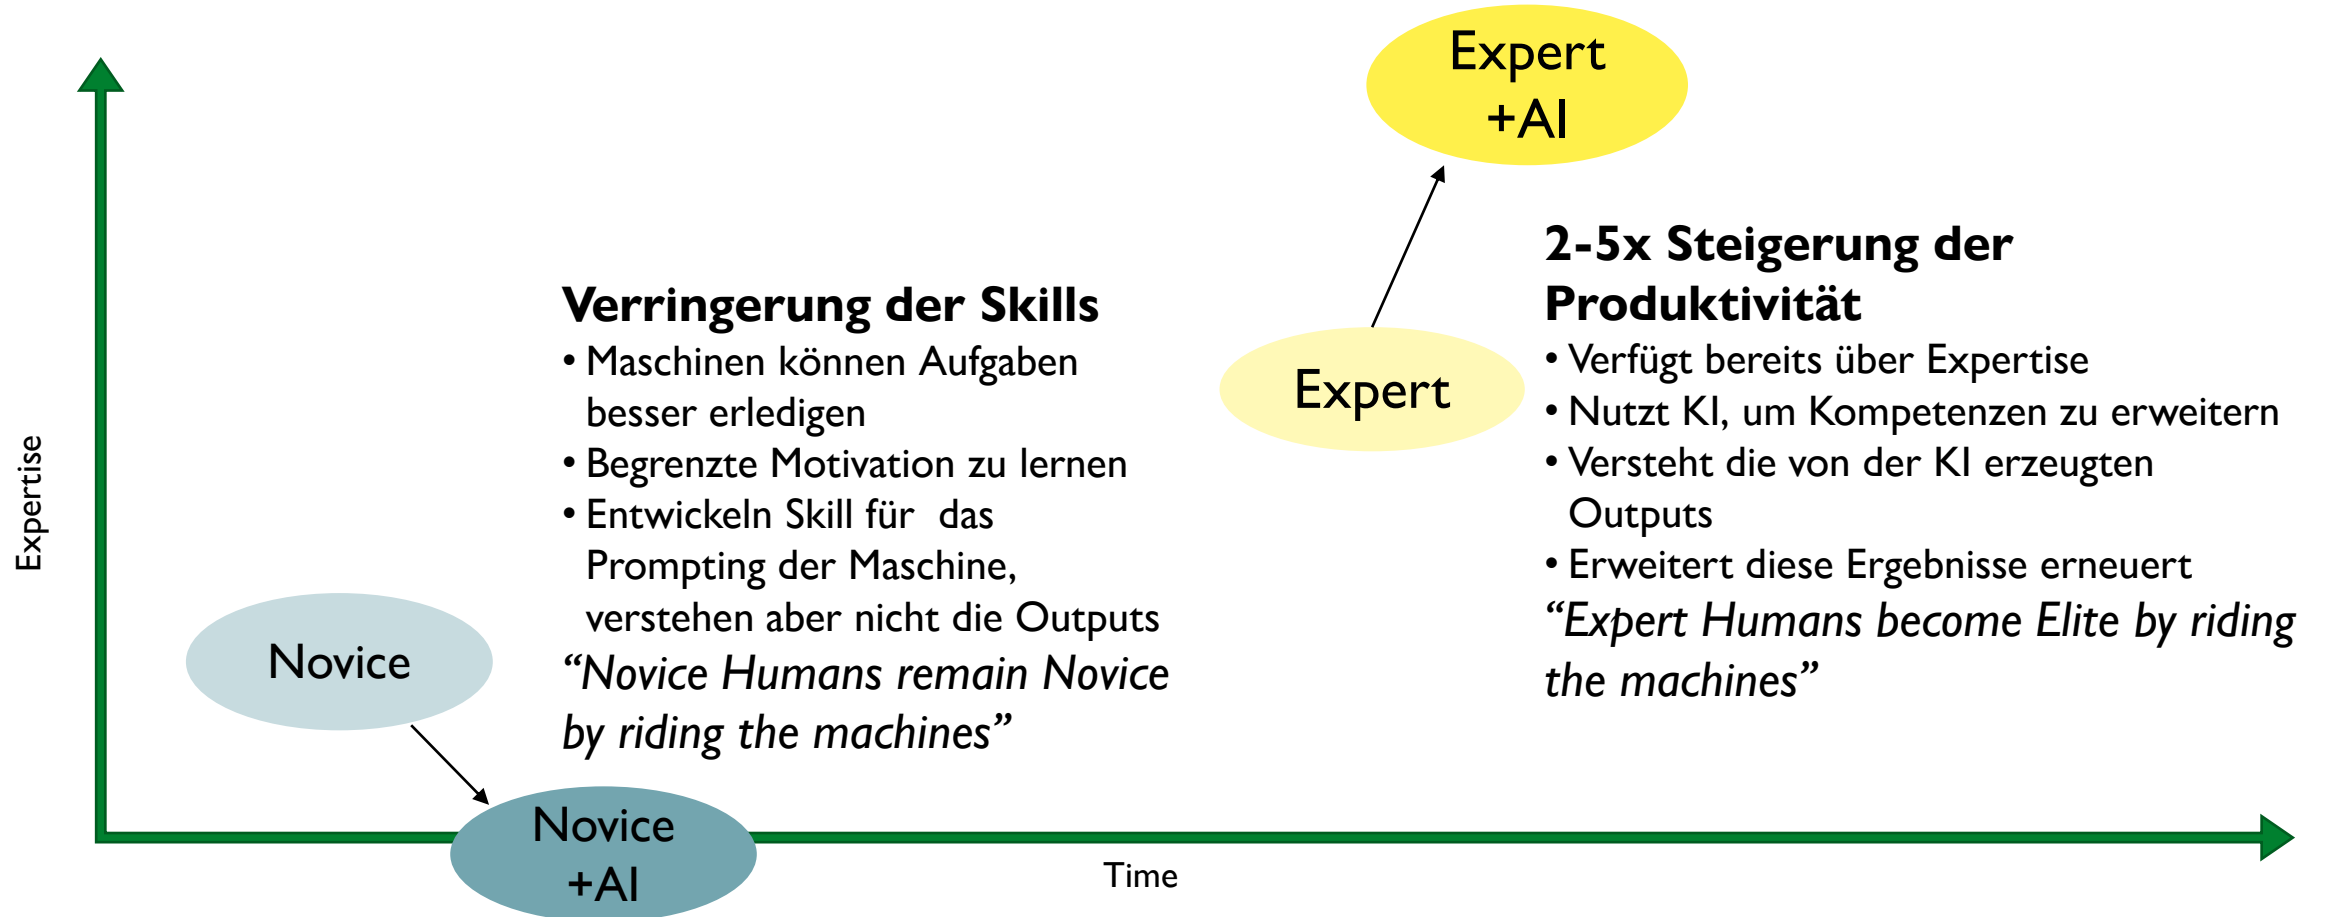 Expert
+AI
2-5x Steigerung der
Produktivität
• Verfügt bereits über Expertise
• Nutzt KI, um Kompetenzen zu erweitern
• Versteht die von der KI erzeugten
Outputs
• Erweitert diese Ergebnisse erneuert
“Expert Humans become Elite by riding
the machines”
Expert
Verringerung der Skills
• Maschinen können Aufgaben
besser erledigen
• Begrenzte Motivation zu lernen
• Entwickeln Skill für  das
Prompting der Maschine,
verstehen aber nicht die Outputs
“Novice Humans remain Novice
by riding the machines”
Expertise
Novice
Novice
+AI
Time